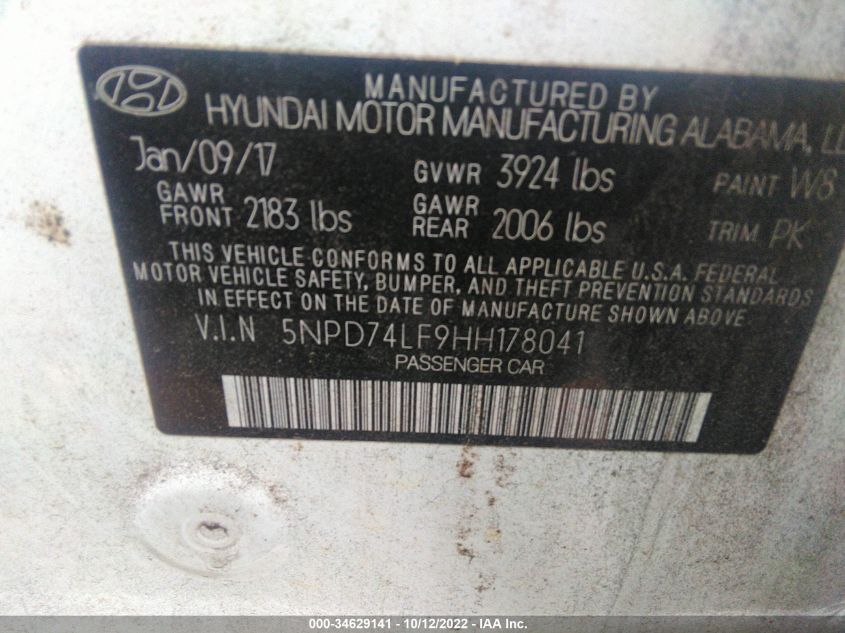 MANUFACTURED BY
HYUNDAI MOTOR MANUFACTURING ALABAMA, LL
Jan/09/17 GVWR 3924 lbs PAINT W8
GAWR FRONT 2183 lbs GAWR REAR 2006 lbs TRIM PK
THIS VEHICLE CONFORMS TO ALL APPLICABLE U.S.A. FEDERAL
MOTOR VEHICLE SAFETY, BUMPER, AND THEFT PREVENTION STANDARDS
IN EFFECT ON THE DATE OF MANUFACTURE SHOWN ABOVE.
V.I.N 5NPD74LF9HH178041
PASSENGER CAR
000-34629141 - 10/12/2022 - IAA Inc.